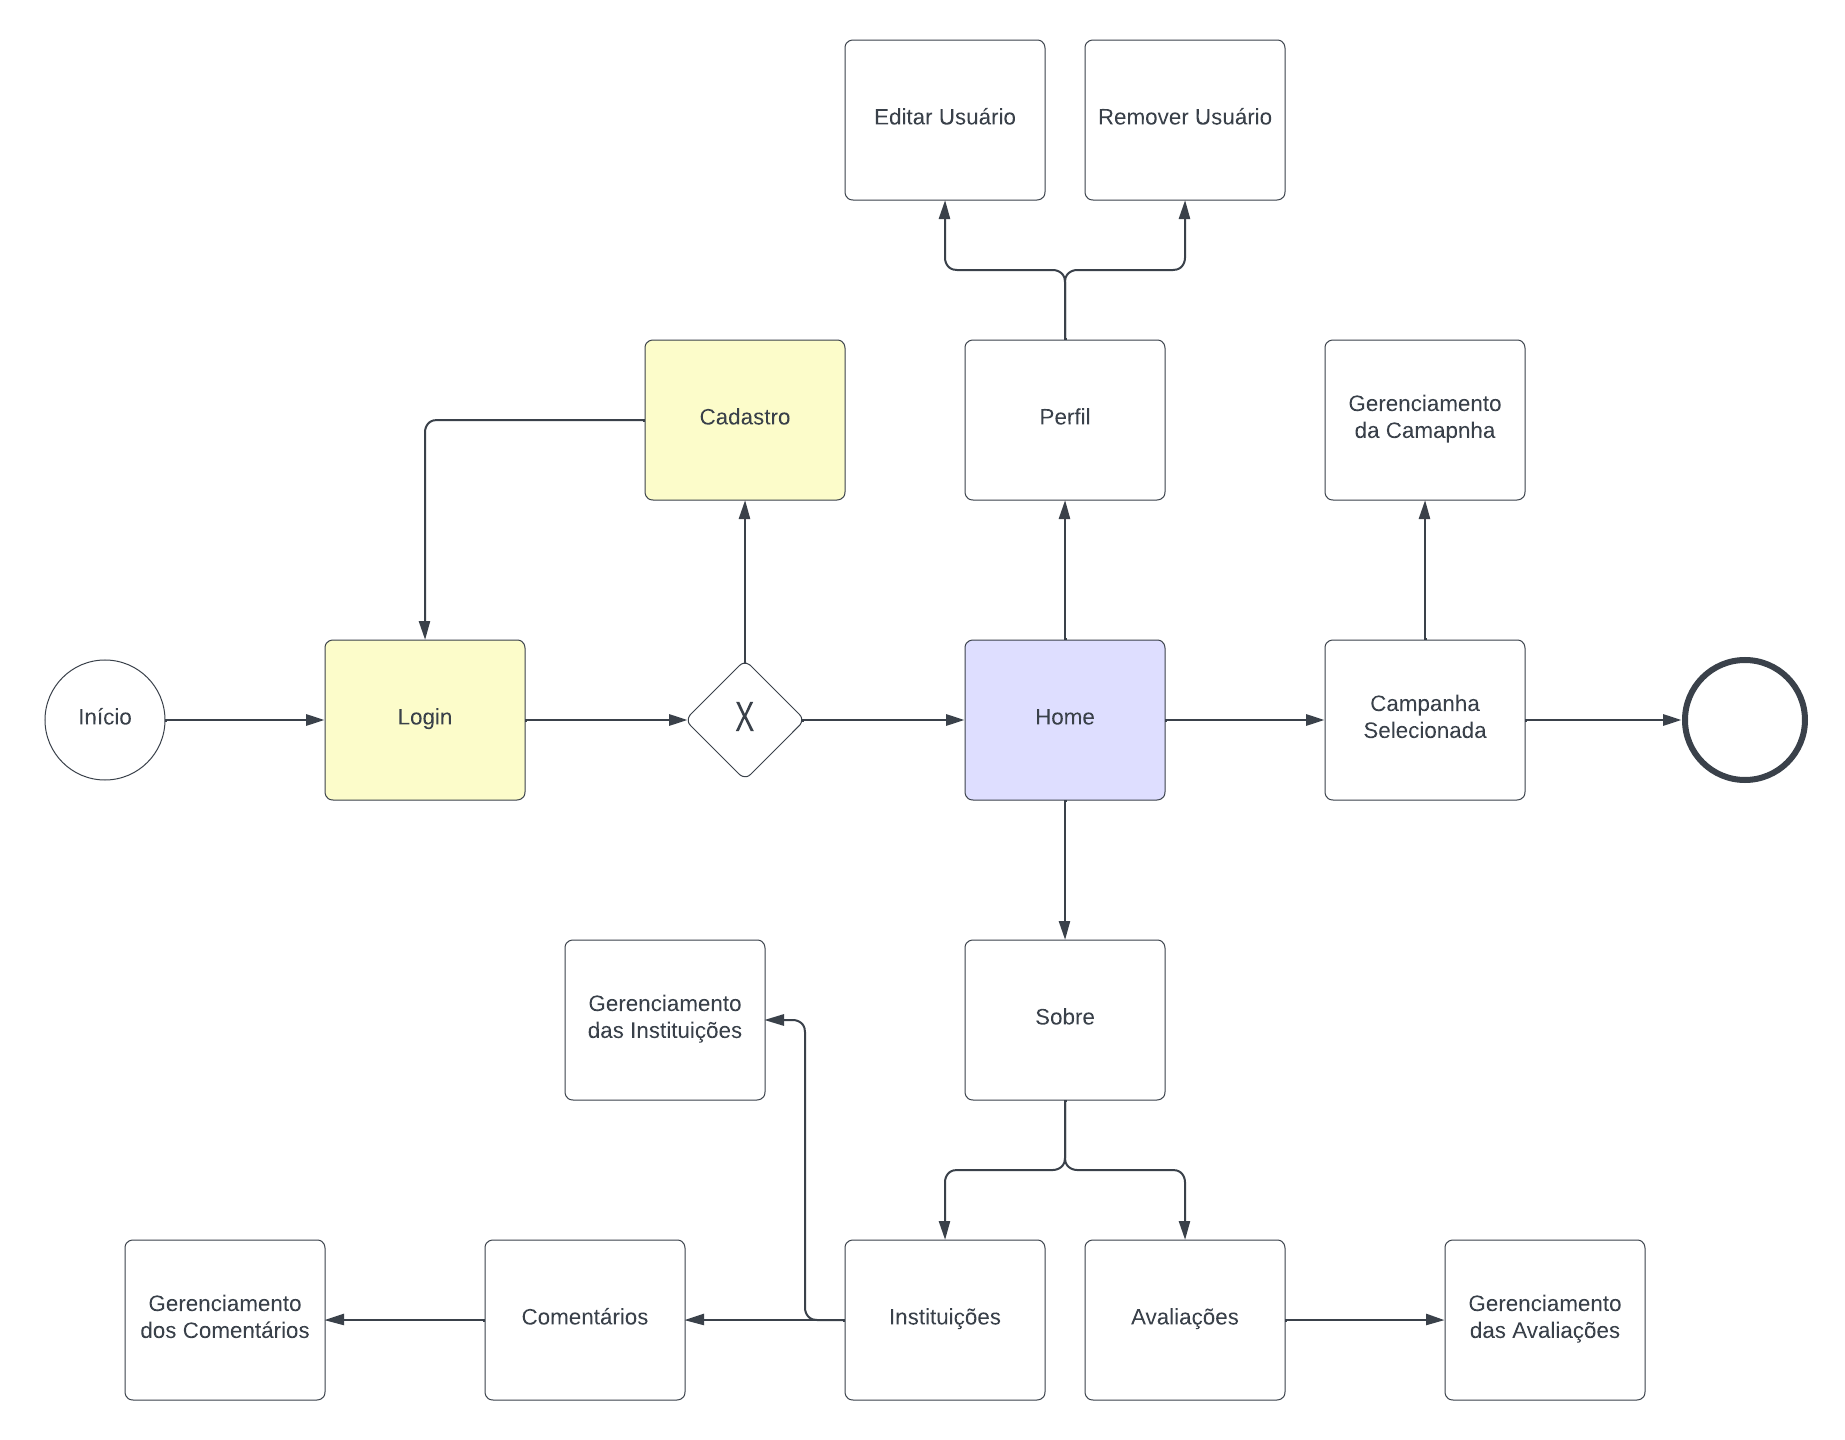 Editar Usuário
Remover Usuário
Cadastro
Perfil
Gerenciamento
da Camapnha
Início
Login
X
Home
Campanha
Selecionada
Gerenciamento
das Instituições
Sobre
Gerenciamento
dos Comentários
Comentários
Instituições
Avaliações
Gerenciamento
das Avaliações